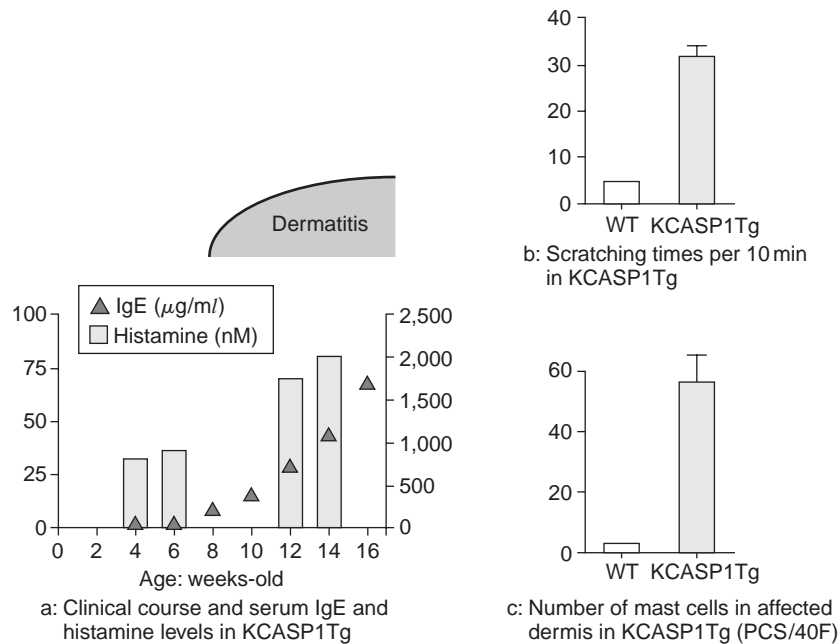 Dermatitis
IgE (μg/ml)
Histamine (nM)
100
75
50
25
0
2,500
2,000
1,500
1,000
500
0
0 2 4 6 8 10 12 14 16
Age: weeks-old
a: Clinical course and serum IgE and
histamine levels in KCASP1Tg
40
30
20
10
0
WT KCASP1Tg
b: Scratching times per 10 min
in KCASP1Tg
60
40
20
0
WT KCASP1Tg
c: Number of mast cells in affected
dermis in KCASP1Tg (PCS/40F)